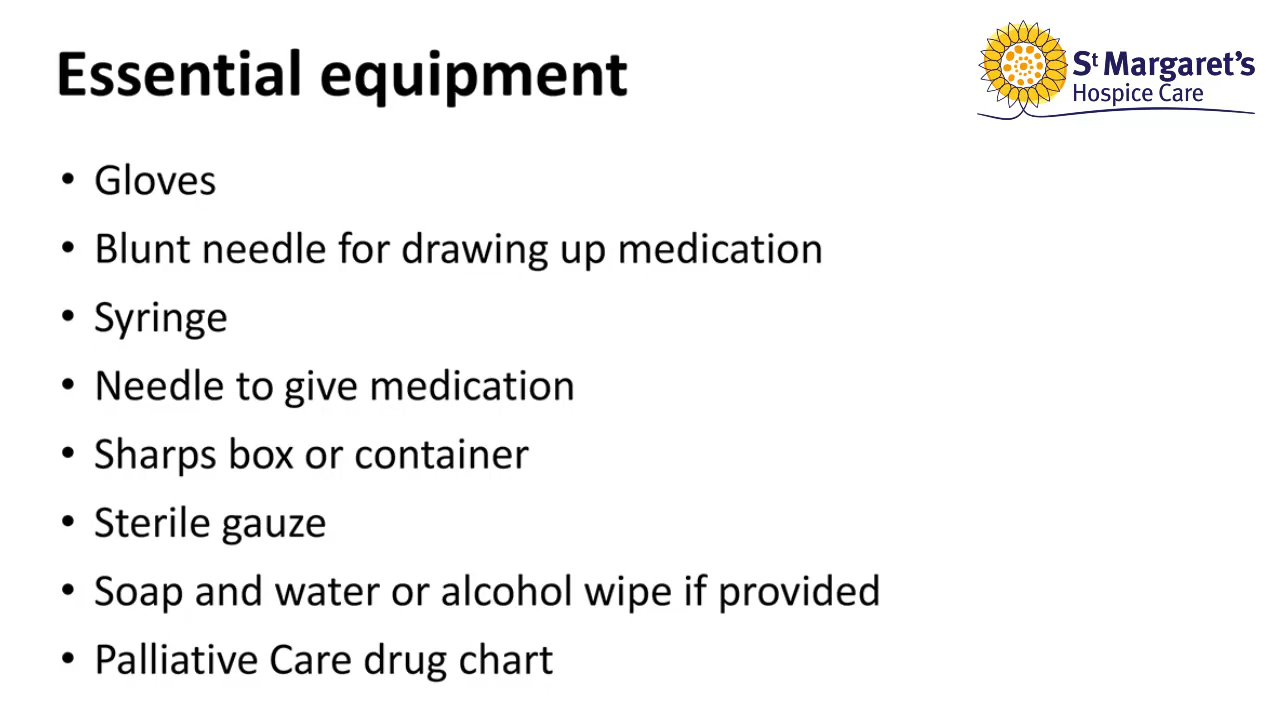 Essential equipment
St Margaret's
Hospice Care
• Gloves
• Blunt needle for drawing up medication
• Syringe
• Needle to give medication
• Sharps box or container
• Sterile gauze
• Soap and water or alcohol wipe if provided
• Palliative Care drug chart